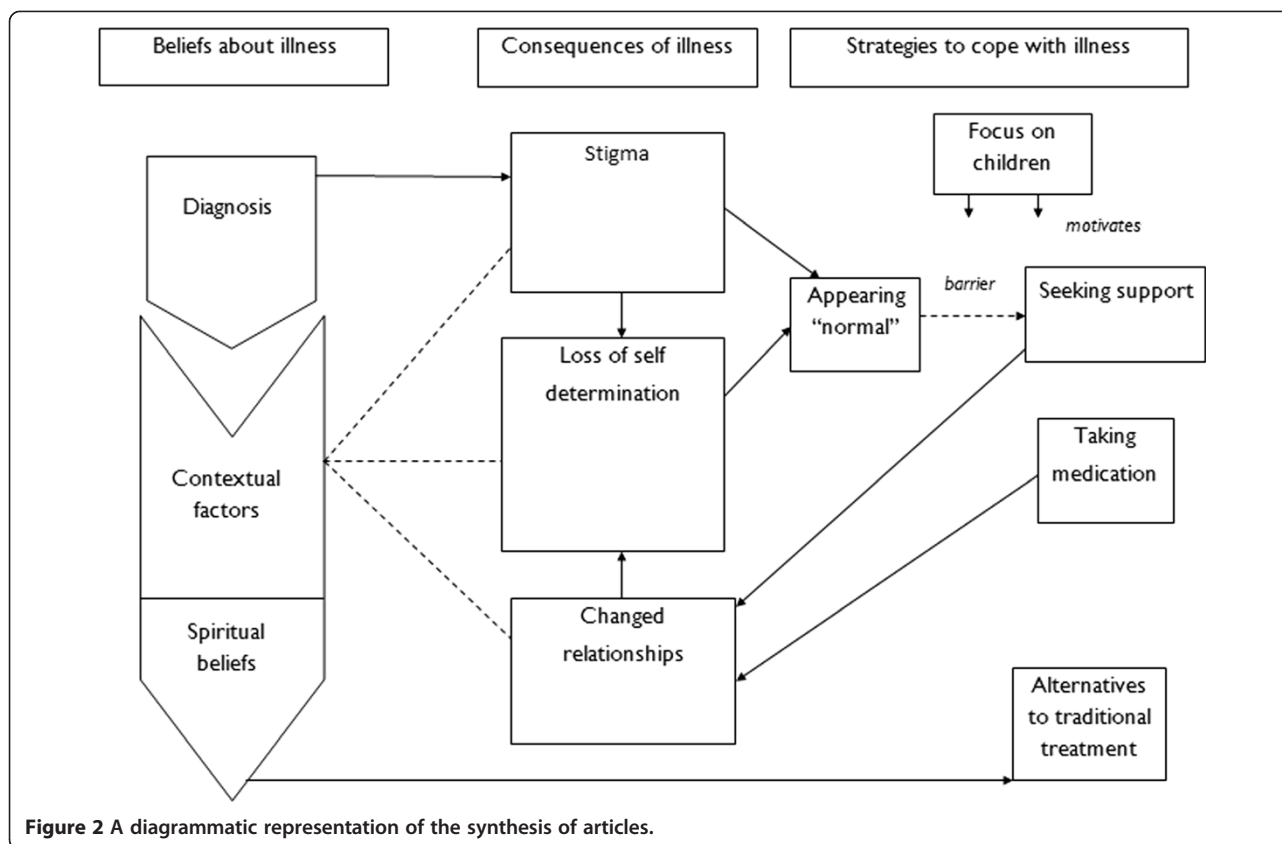 Beliefs about illness
Consequences of illness
Strategies to cope with illness
Focus on
children
motivates
Diagnosis
Stigma
Appearing
“normal”
barrier
Seeking support
Loss of self
determination
Contextual
factors
Taking
medication
Spiritual
beliefs
Changed
relationships
Alternatives
to traditional
treatment
Figure 2 A diagrammatic representation of the synthesis of articles.